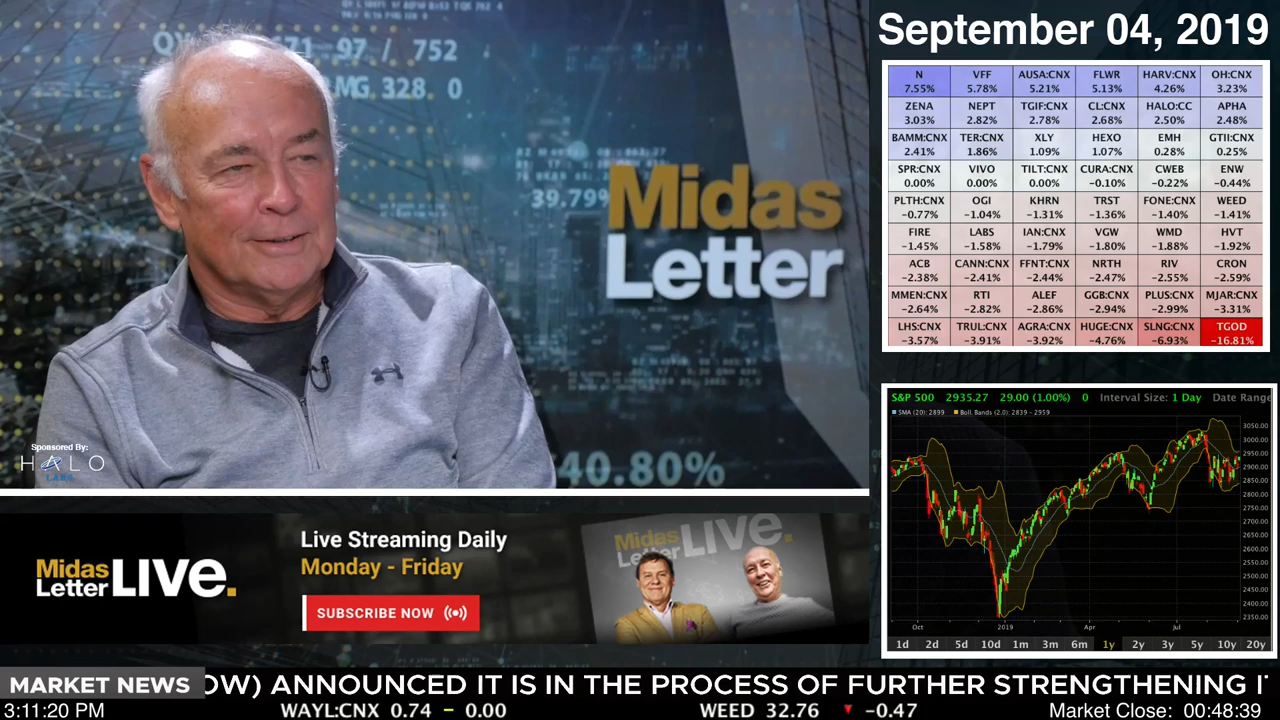 September 04, 2019
97 / 752
328. 0
39.79%
Midas
Letter
40.80%
Sponsored By:
HALO
LABS
N VFF AUSA:CNX FLWR HARV:CNX OH:CNX
7.55% 5.78% 5.21% 5.13% 4.26% 3.23%
ZENA NEPT TGIF:CNX CL:CNX HALO:CC APHA
3.03% 2.82% 2.78% 2.68% 2.50% 2.48%
BAMM:CNX TER:CNX XLY HEXO EMH GTII:CNX
2.41% 1.86% 1.09% 1.07% 0.28% 0.25%
SPR:CNX VIVO TILT:CNX CURA:CNX CWEB ENW
0.00% 0.00% 0.00% −0.10% −0.22% −0.44%
PLTH:CNX OGI KHRN TRST FONE:CNX WEED
−0.77% −1.04% −1.31% −1.36% −1.40% −1.41%
FIRE LABS IAN:CNX VGW WMD HVT
−1.45% −1.58% −1.79% −1.80% −1.88% −1.92%
ACB CANN:CNX FFNT:CNX NRTH RIV CRON
−2.38% −2.41% −2.44% −2.47% −2.55% −2.59%
MMEN:CNX RTI ALEF GGB:CNX PLUS:CNX MJAR:CNX
−2.64% −2.82% −2.86% −2.94% −2.99% −3.31%
LHS:CNX TRUL:CNX AGRA:CNX HUGE:CNX SLNG:CNX TGOD
−3.57% −3.91% −3.92% −4.76% −6.93% −16.81%
S&P 500 2935.27 29.00 (1.00%) 0 Interval Size: 1 Day Date Range
SMA (20): 2899 Boll. Bands (2.0): 2839 - 2959
3050.00
3000.00
2950.00
2900.00
2850.00
2800.00
2750.00
2700.00
2650.00
2600.00
2550.00
2500.00
2450.00
2400.00
2350.00
Oct 2019 Apr Jul
1d 2d 5d 10d 1m 3m 6m 1y 2y 3y 5y 10y 20y
Midas
Letter LIVE.
Live Streaming Daily
Monday - Friday
SUBSCRIBE NOW
Midas
Letter LIVE.
MARKET NEWS OW) ANNOUNCED IT IS IN THE PROCESS OF FURTHER STRENGTHENING
3:11:20 PM WAYL:CNX 0.74 – 0.00 WEED 32.76 ▼ -0.47 Market Close: 00:48:39